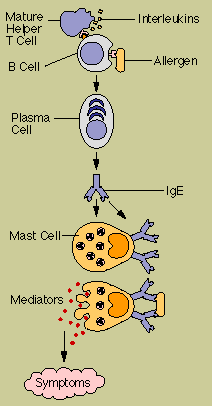 Mature
Helper
T Cell
Interleukins
B Cell
Allergen
Plasma
Cell
IgE
Mast Cell
Mediators
Symptoms